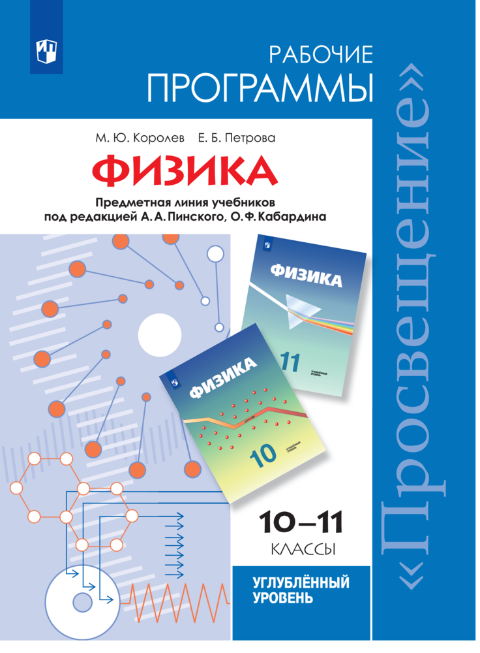 РАБОЧИЕ
ПРОГРАММЫ
М. Ю. Королев Е. Б. Петрова
ФИЗИКА
Предметная линия учебников
под редакцией А. А. Пинского, О. Ф. Кабардина
«Просвещение»
ФИЗИКА
11
ФИЗИКА
10
10–11
КЛАССЫ
УГЛУБЛЁННЫЙ
УРОВЕНЬ